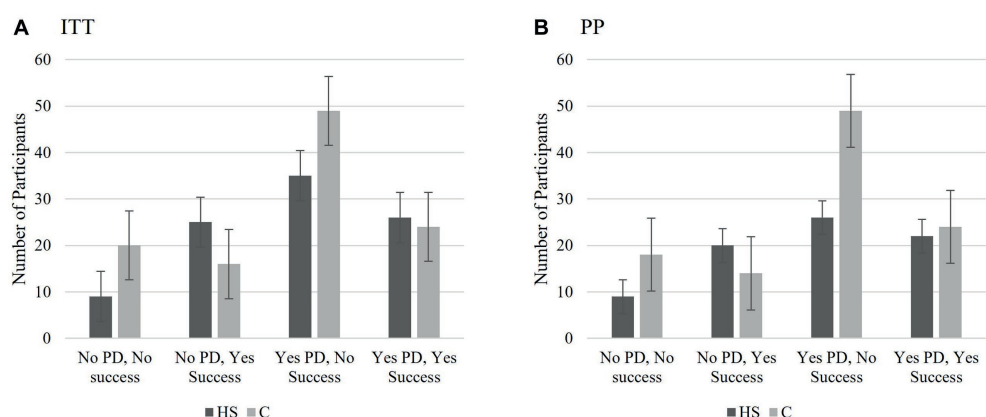 A ITT
60
50
40
30
20
10
0
Number of Participants
No PD, No success
No PD, Yes Success
Yes PD, No Success
Yes PD, Yes Success
HS C
B PP
60
50
40
30
20
10
0
Number of Participants
No PD, No success
No PD, Yes Success
Yes PD, No Success
Yes PD, Yes Success
HS C